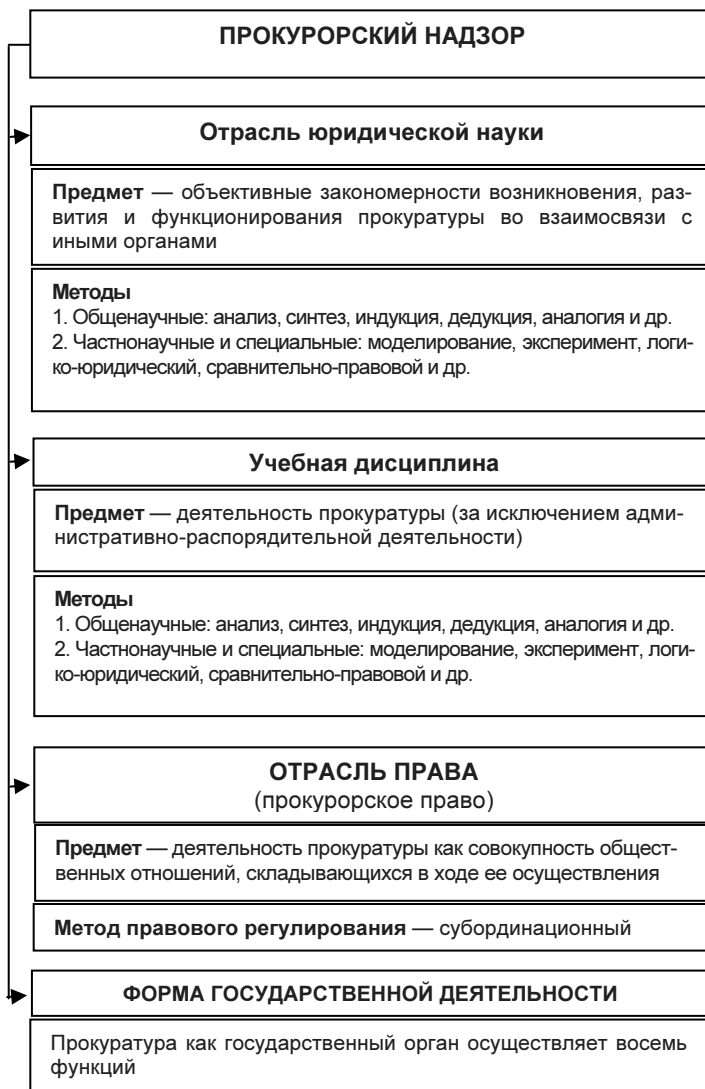 ПРОКУРОРСКИЙ НАДЗОР
Отрасль юридической науки
Предмет — объективные закономерности возникновения, раз-
вития и функционирования прокуратуры во взаимосвязи с
иными органами
Методы
1. Общенаучные: анализ, синтез, индукция, дедукция, аналогия и др.
2. Частнонаучные и специальные: моделирование, эксперимент, логи-
ко-юридический, сравнительно-правовой и др.
Учебная дисциплина
Предмет — деятельность прокуратуры (за исключением адми-
нистративно-распорядительной деятельности)
Методы
1. Общенаучные: анализ, синтез, индукция, дедукция, аналогия и др.
2. Частнонаучные и специальные: моделирование, эксперимент, логи-
ко-юридический, сравнительно-правовой и др.
ОТРАСЛЬ ПРАВА
(прокурорское право)
Предмет — деятельность прокуратуры как совокупность общест-
венных отношений, складывающихся в ходе ее осуществления
Метод правового регулирования — субординационный
ФОРМА ГОСУДАРСТВЕННОЙ ДЕЯТЕЛЬНОСТИ
Прокуратура как государственный орган осуществляет восемь
функций